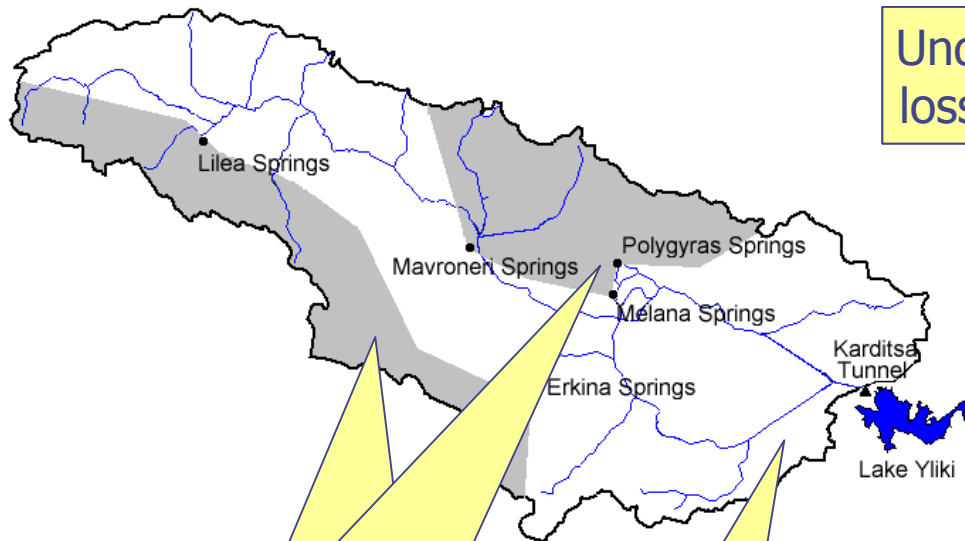 Lilea Springs
Mavroneri Springs
Polygyras Springs
Melana Springs
Karditsa
Tunnel
Erkina Springs
Lake Yliki